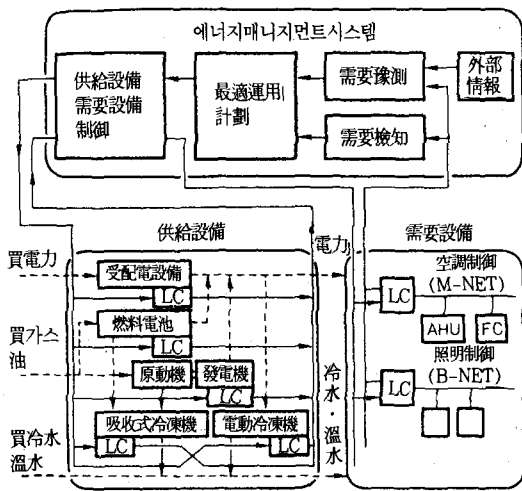 에너지매니지먼트시스템
供給設備
需要設備
制御
最適運用
計劃
需要豫測
需要檢知
外部
情報
供給設備
電力
需要設備
買電力
受配電設備
LC
燃料電池
LC
買가스
油
原動機
發電機
LC
吸收式冷凍機
LC
電動冷凍機
LC
買冷水
溫水
冷水·溫水
空調制御
(M-NET)
LC
AHU
FC
照明制御
(B-NET)
LC